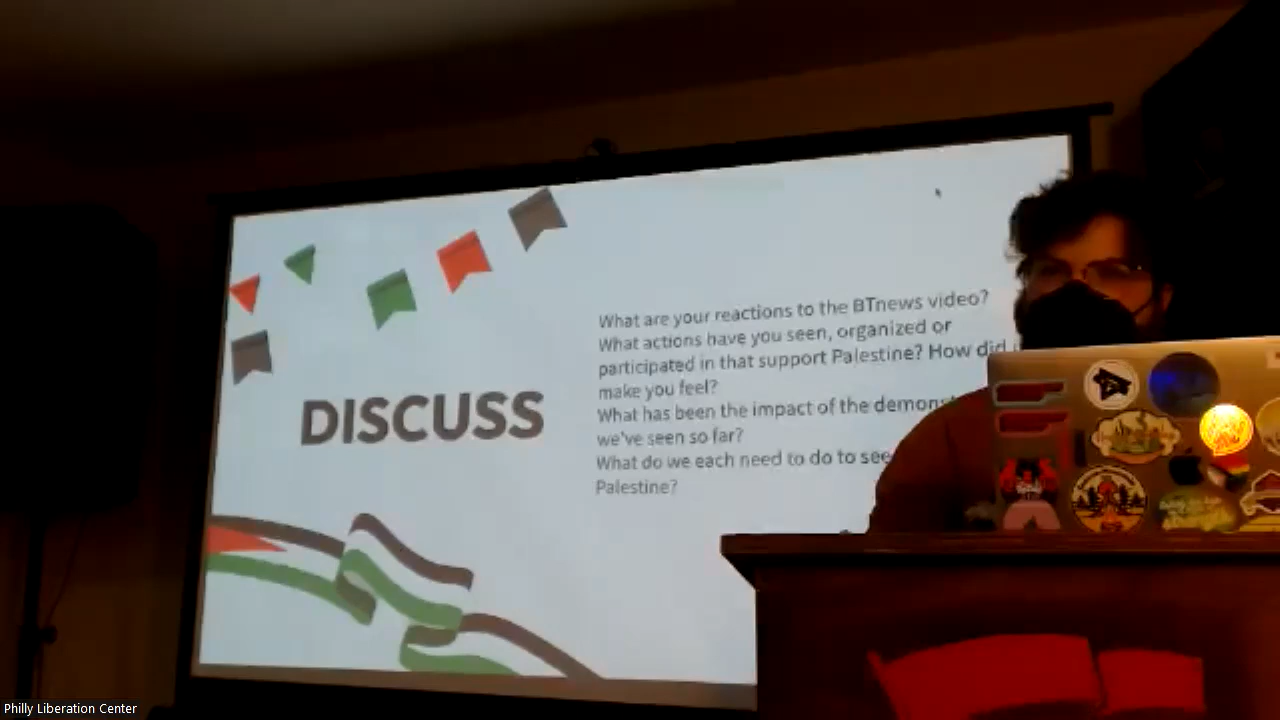 DISCUSS
What are your reactions to the BTnews video?
What actions have you seen, organized or
participated in that support Palestine? How did
make you feel?
What has been the impact of the
we've seen so far?
What do we each need to do to see
Palestine?
Philly Liberation Center